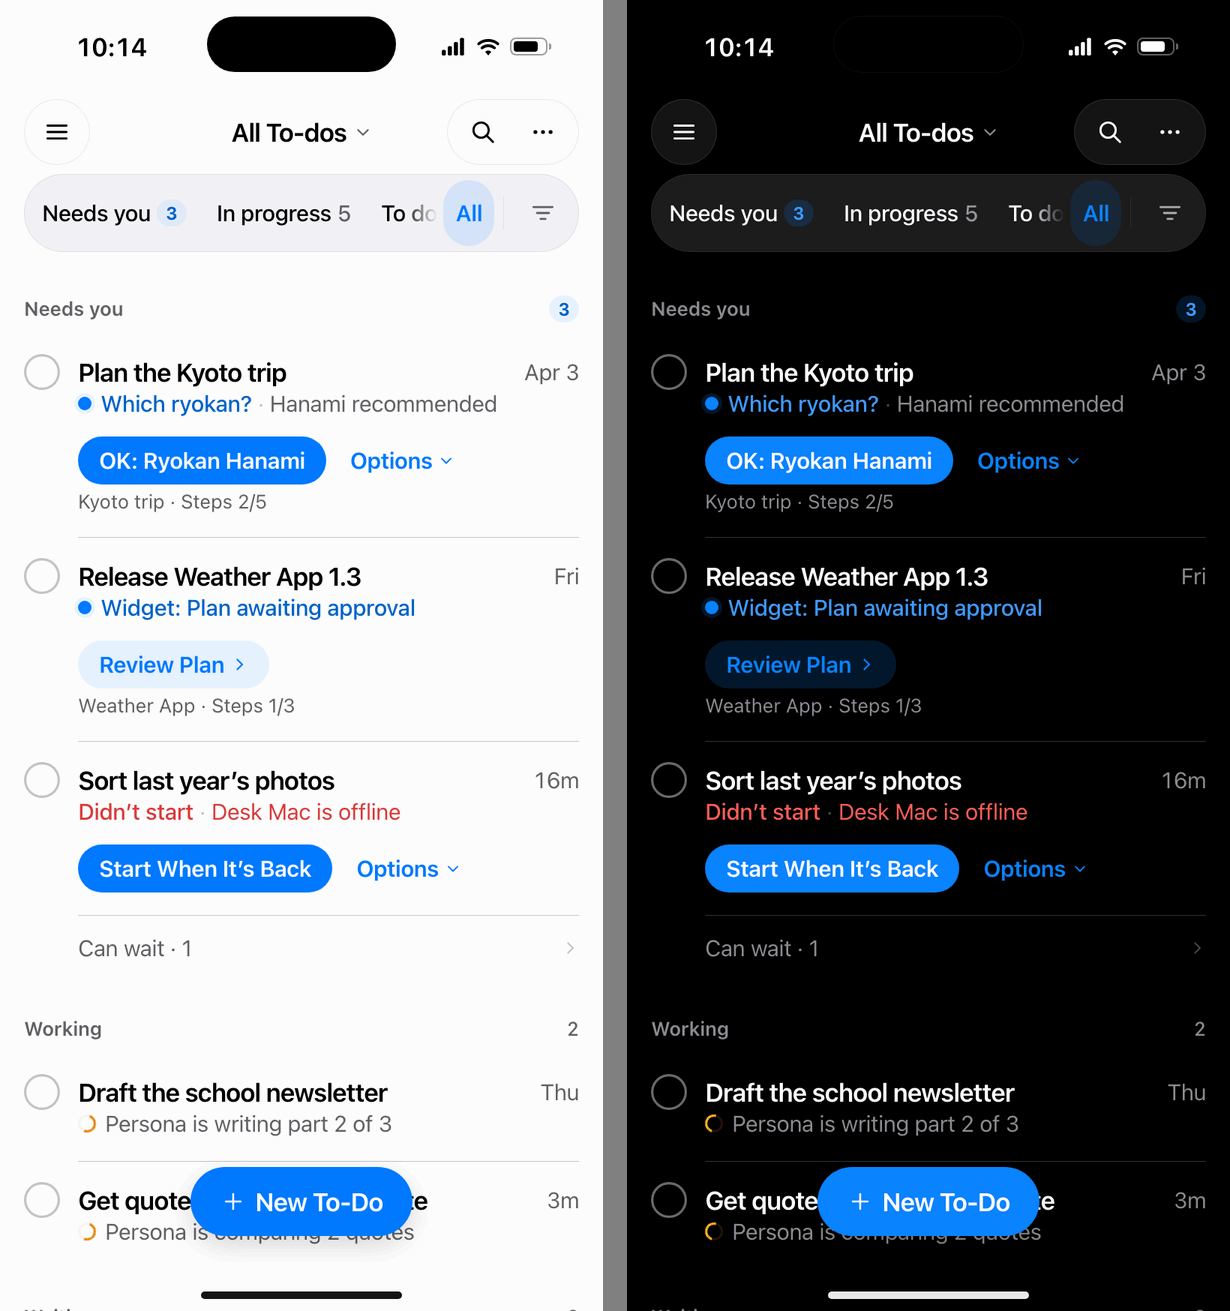 10:14
All To-dos
Needs you 3 In progress 5 To do All
Needs you 3
Plan the Kyoto trip Apr 3
Which ryokan? · Hanami recommended
OK: Ryokan Hanami Options
Kyoto trip · Steps 2/5
Release Weather App 1.3 Fri
Widget: Plan awaiting approval
Review Plan
Weather App · Steps 1/3
Sort last year’s photos 16m
Didn’t start · Desk Mac is offline
Start When It’s Back Options
Can wait · 1
Working 2
Draft the school newsletter Thu
Persona is writing part 2 of 3
Get quote 3m
+ New To-Do
Persona is comparing 2 quotes
10:14
All To-dos
Needs you 3 In progress 5 To do All
Needs you 3
Plan the Kyoto trip Apr 3
Which ryokan? · Hanami recommended
OK: Ryokan Hanami Options
Kyoto trip · Steps 2/5
Release Weather App 1.3 Fri
Widget: Plan awaiting approval
Review Plan
Weather App · Steps 1/3
Sort last year’s photos 16m
Didn’t start · Desk Mac is offline
Start When It’s Back Options
Can wait · 1
Working 2
Draft the school newsletter Thu
Persona is writing part 2 of 3
Get quote 3m
+ New To-Do
Persona is comparing 2 quotes